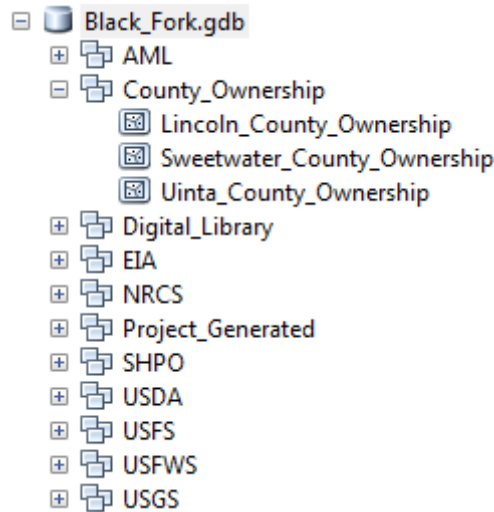 Black_Fork.gdb
AML
County_Ownership
Lincoln_County_Ownership
Sweetwater_County_Ownership
Uinta_County_Ownership
Digital_Library
EIA
NRCS
Project_Generated
SHPO
USDA
USFS
USFWS
USGS